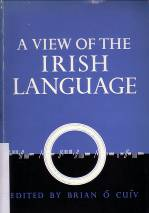 A VIEW OF THE
IRISH
LANGUAGE
EDITED BY BRIAN Ó CUÍV